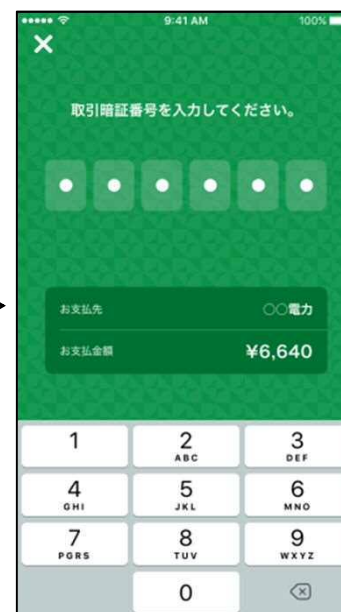 9:41 AM 100%
取引暗証番号を入力してください。
お支払先 ○○電力
お支払金額 ¥6,640
1 2 3
ABC DEF
4 5 6
GHI JKL MNO
7 8 9
PGRS TUV WXYZ
0